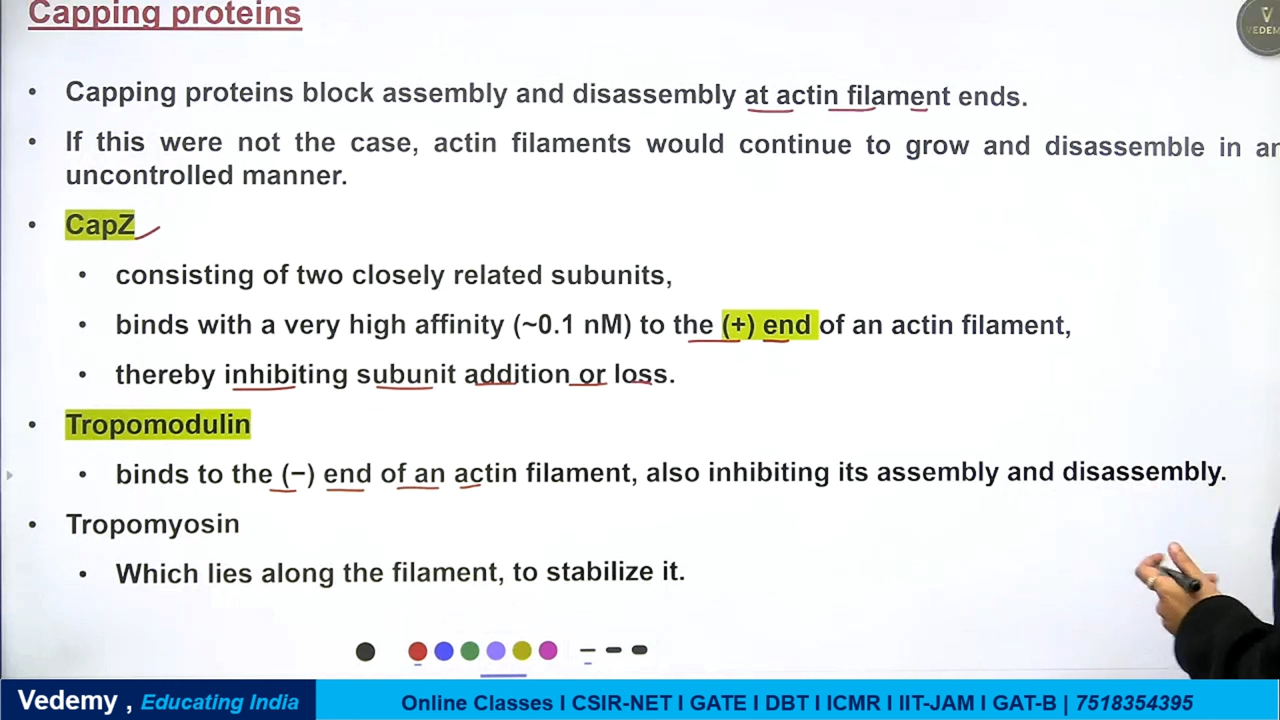 Capping proteins
VEDEM
• Capping proteins block assembly and disassembly at actin filament ends.
• If this were not the case, actin filaments would continue to grow and disassemble in an
uncontrolled manner.
• CapZ
• consisting of two closely related subunits,
• binds with a very high affinity (~0.1 nM) to the (+) end of an actin filament,
• thereby inhibiting subunit addition or loss.
• Tropomodulin
• binds to the (−) end of an actin filament, also inhibiting its assembly and disassembly.
• Tropomyosin
• Which lies along the filament, to stabilize it.
Vedemy , Educating India
Online Classes I CSIR-NET I GATE I DBT I ICMR I IIT-JAM I GAT-B | 7518354395